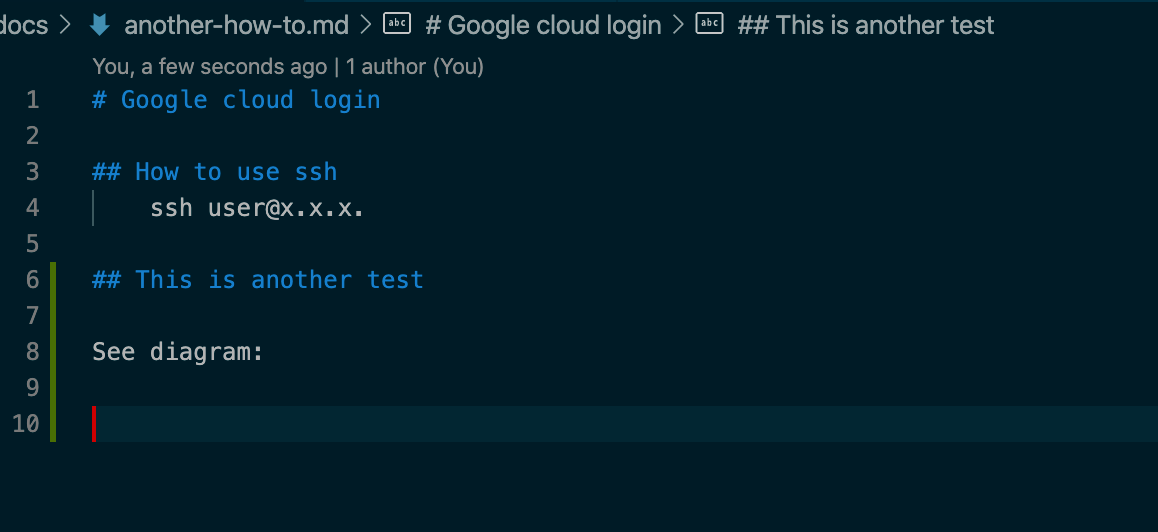 docs > another-how-to.md > abc # Google cloud login > abc ## This is another test
You, a few seconds ago | 1 author (You)
1 # Google cloud login
2
3 ## How to use ssh
4 ssh user@x.x.x.
5
6 ## This is another test
7
8 See diagram:
9
10